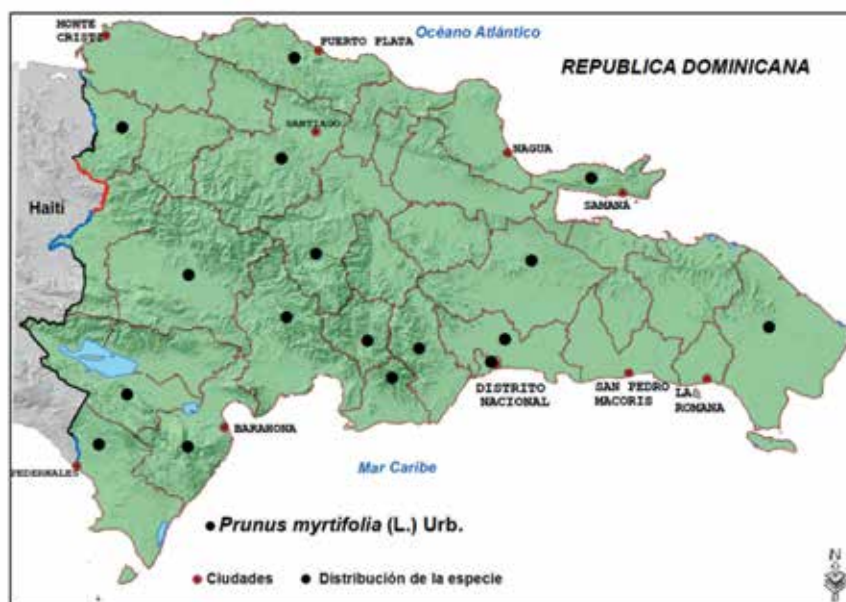 MONTE
CRISTI
PUERTO PLATA
Océano Atlántico
REPUBLICA DOMINICANA
SANTIAGO
NAGUA
SAMANÁ
Haití
DISTRITO
NACIONAL
SAN PEDRO
MACORIS
LA
ROMANA
BARAHONA
Mar Caribe
PEDERNALES
Prunus myrtifolia (L.) Urb.
Ciudades
Distribución de la especie
N